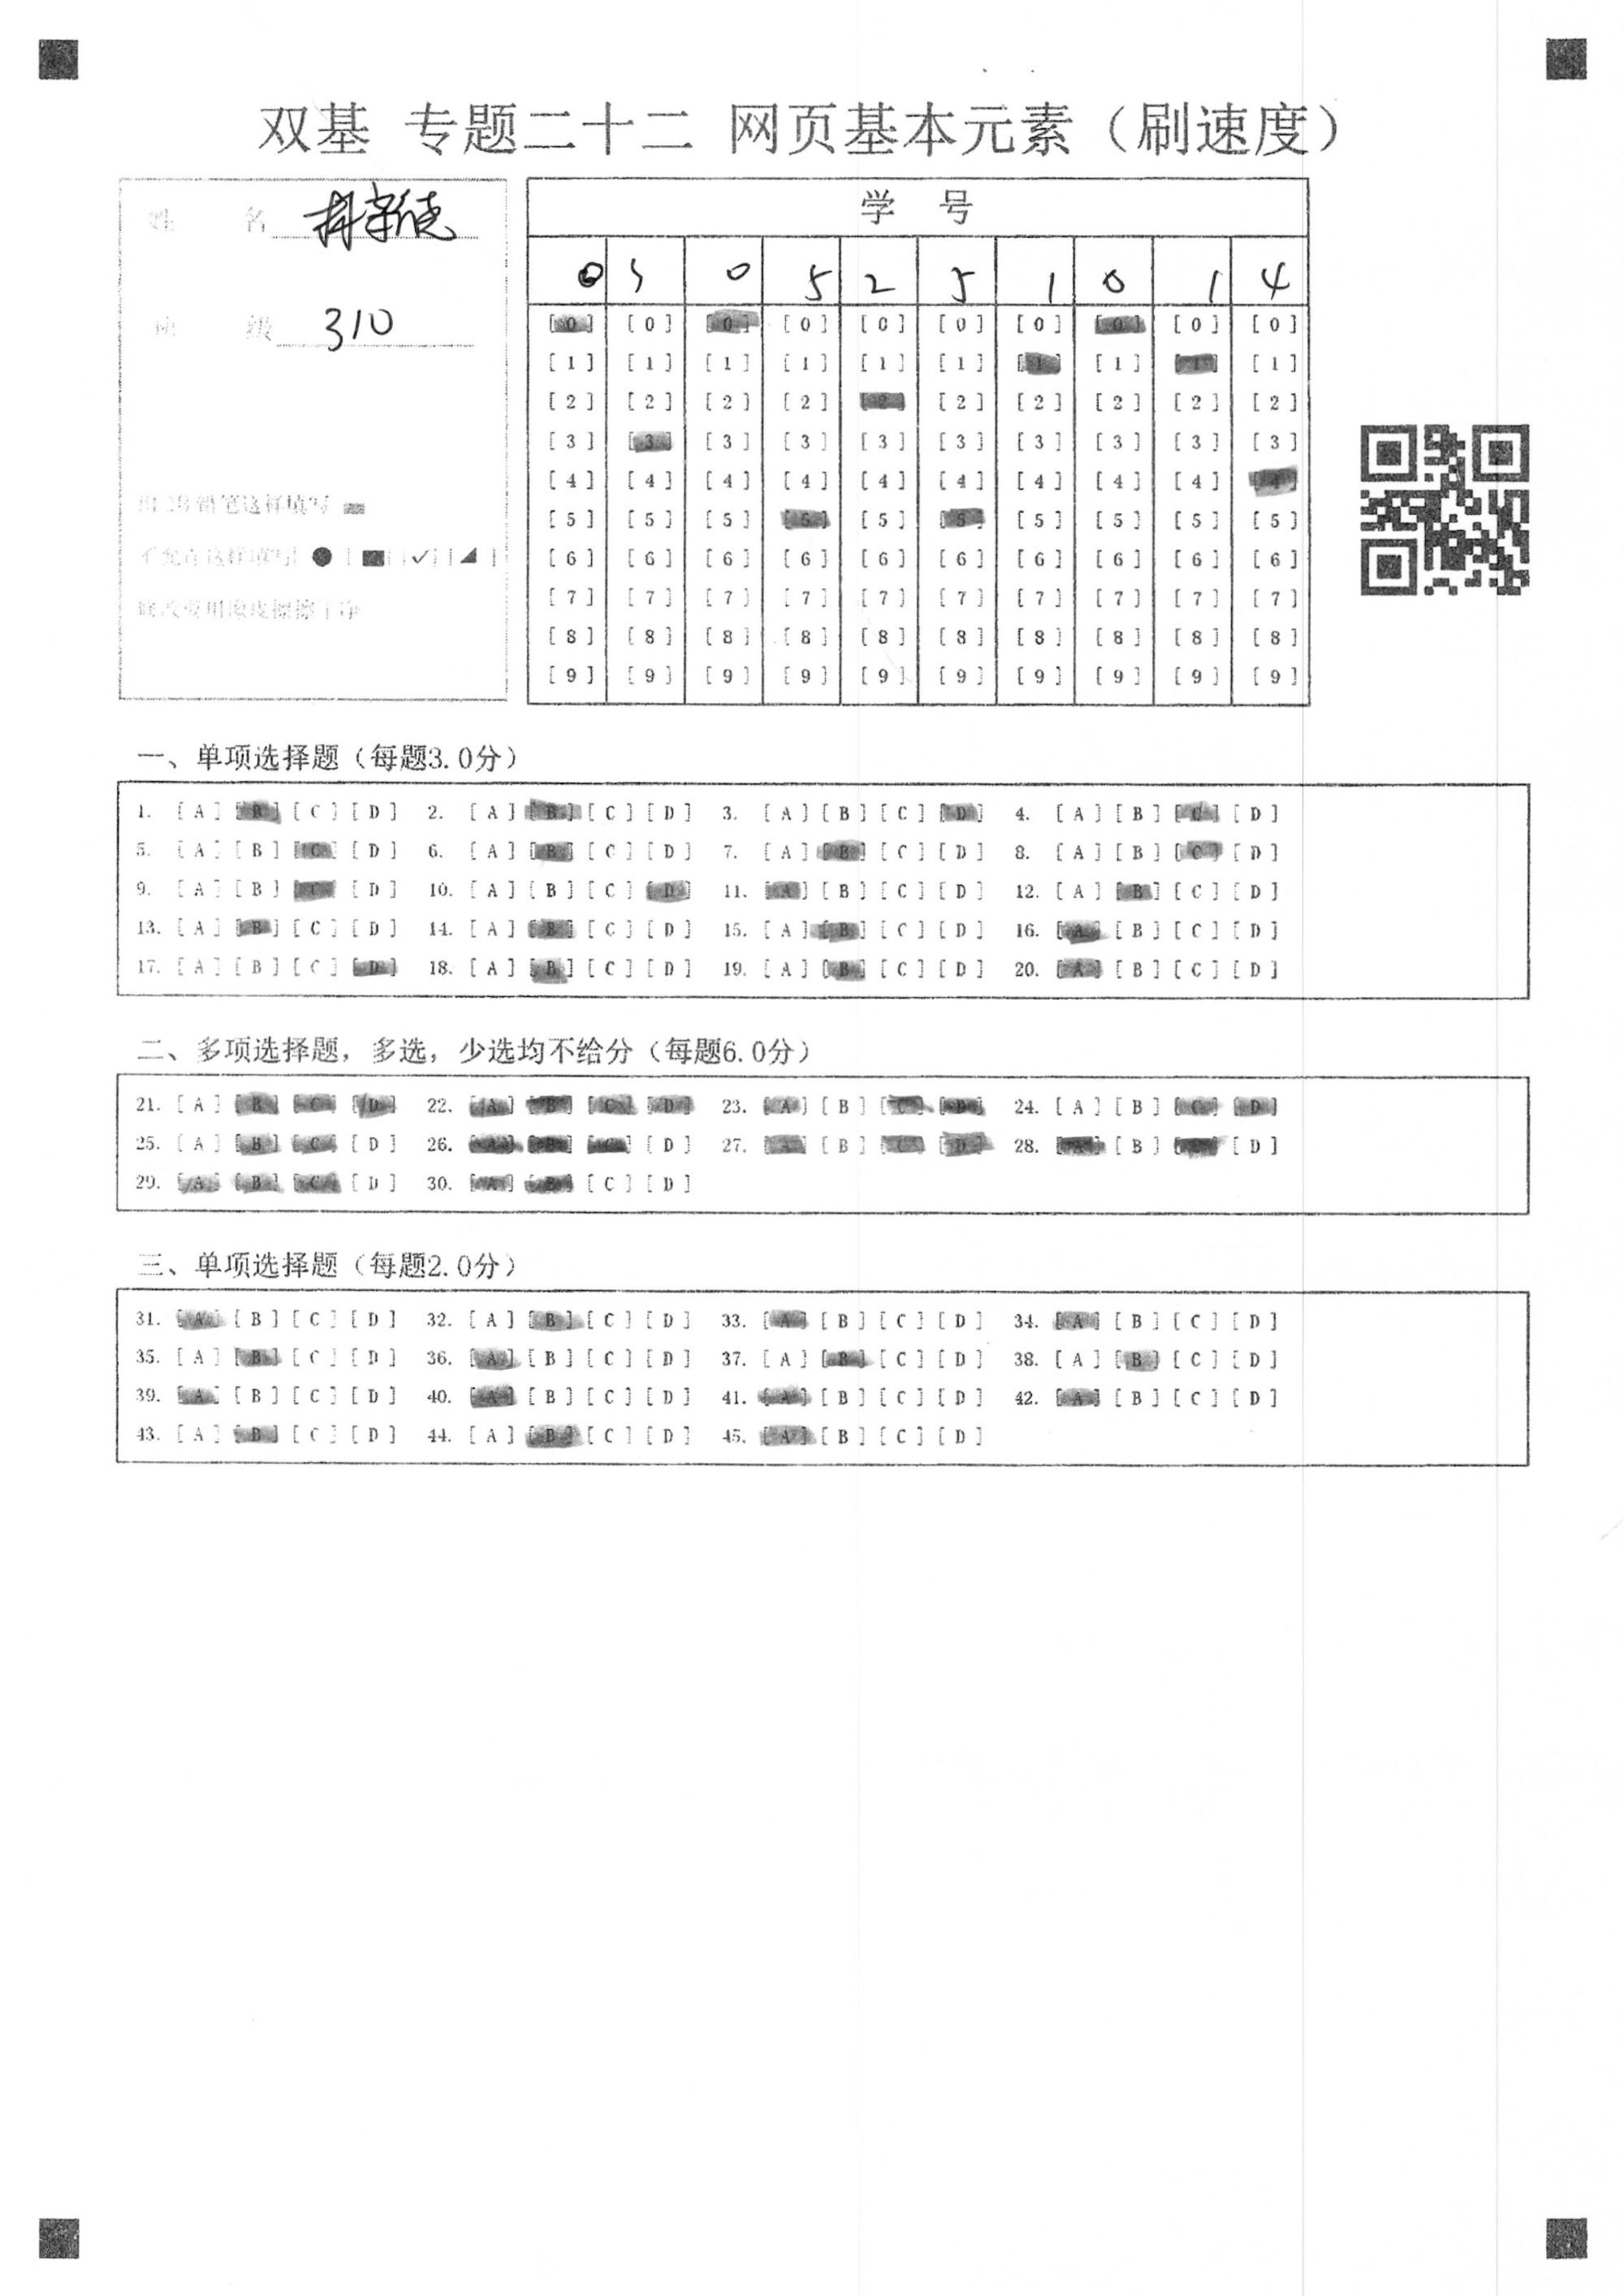 双基 专题二十二 网页基本元素（刷速度）
姓 名
班 级 310
用2B铅笔这样填写
不允许这样填写
修改要用橡皮擦擦干净
学 号
0 3 0 5 2 5 1 0 1 4
[0] [0] [0] [0] [0] [0] [0] [0] [0] [0]
[1] [1] [1] [1] [1] [1] [1] [1] [1] [1]
[2] [2] [2] [2] [2] [2] [2] [2] [2] [2]
[3] [3] [3] [3] [3] [3] [3] [3] [3] [3]
[4] [4] [4] [4] [4] [4] [4] [4] [4] [4]
[5] [5] [5] [5] [5] [5] [5] [5] [5] [5]
[6] [6] [6] [6] [6] [6] [6] [6] [6] [6]
[7] [7] [7] [7] [7] [7] [7] [7] [7] [7]
[8] [8] [8] [8] [8] [8] [8] [8] [8] [8]
[9] [9] [9] [9] [9] [9] [9] [9] [9] [9]
一、单项选择题（每题3.0分）
1. [A] [B] [C] [D] 2. [A] [B] [C] [D] 3. [A] [B] [C] [D] 4. [A] [B] [C] [D]
5. [A] [B] [C] [D] 6. [A] [B] [C] [D] 7. [A] [B] [C] [D] 8. [A] [B] [C] [D]
9. [A] [B] [C] [D] 10. [A] [B] [C] [D] 11. [A] [B] [C] [D] 12. [A] [B] [C] [D]
13. [A] [B] [C] [D] 14. [A] [B] [C] [D] 15. [A] [B] [C] [D] 16. [A] [B] [C] [D]
17. [A] [B] [C] [D] 18. [A] [B] [C] [D] 19. [A] [B] [C] [D] 20. [A] [B] [C] [D]
二、多项选择题，多选，少选均不给分（每题6.0分）
21. [A] [B] [C] [D] 22. [A] [B] [C] [D] 23. [A] [B] [C] [D] 24. [A] [B] [C] [D]
25. [A] [B] [C] [D] 26. [A] [B] [C] [D] 27. [A] [B] [C] [D] 28. [A] [B] [C] [D]
29. [A] [B] [C] [D] 30. [A] [B] [C] [D]
三、单项选择题（每题2.0分）
31. [A] [B] [C] [D] 32. [A] [B] [C] [D] 33. [A] [B] [C] [D] 34. [A] [B] [C] [D]
35. [A] [B] [C] [D] 36. [A] [B] [C] [D] 37. [A] [B] [C] [D] 38. [A] [B] [C] [D]
39. [A] [B] [C] [D] 40. [A] [B] [C] [D] 41. [A] [B] [C] [D] 42. [A] [B] [C] [D]
43. [A] [B] [C] [D] 44. [A] [B] [C] [D] 45. [A] [B] [C] [D]